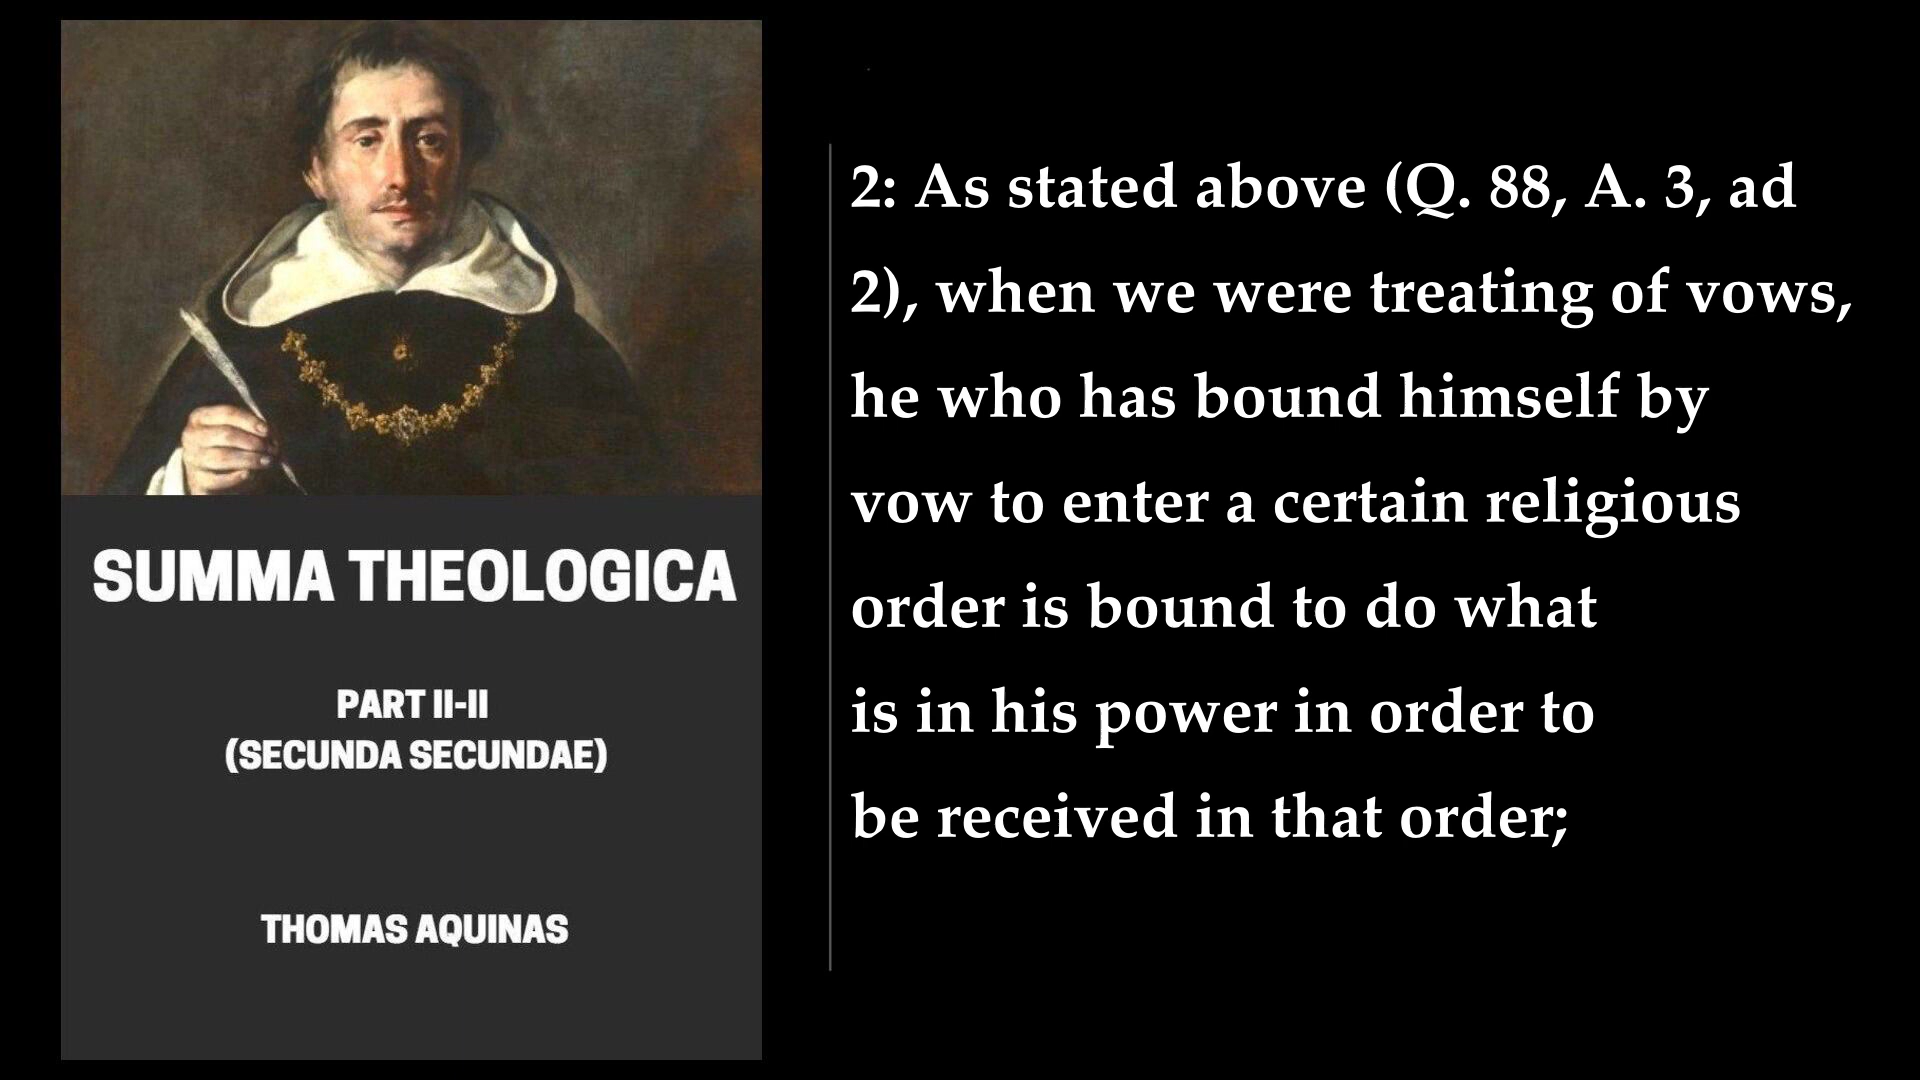 SUMMA THEOLOGICA
PART II-II
(SECUNDA SECUNDAE)
THOMAS AQUINAS
2: As stated above (Q. 88, A. 3, ad
2), when we were treating of vows,
he who has bound himself by
vow to enter a certain religious
order is bound to do what
is in his power in order to
be received in that order;